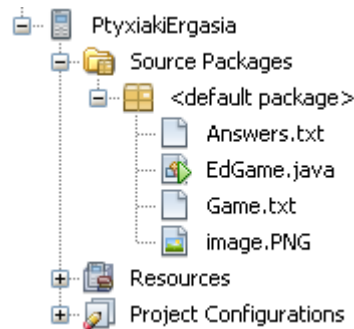 PtyxiakiErgasia
Source Packages
<default package>
Answers.txt
EdGame.java
Game.txt
image.PNG
Resources
Project Configurations